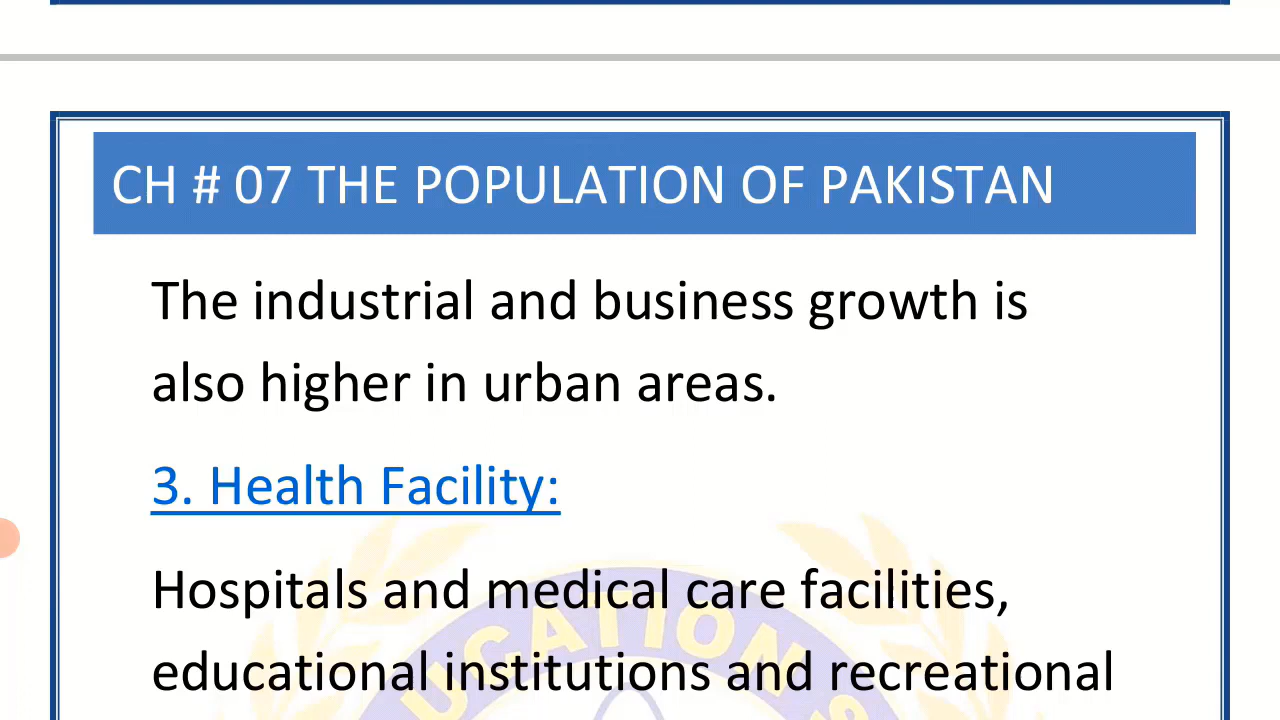 CH # 07 THE POPULATION OF PAKISTAN
The industrial and business growth is
also higher in urban areas.
3. Health Facility:
Hospitals and medical care facilities,
educational institutions and recreational